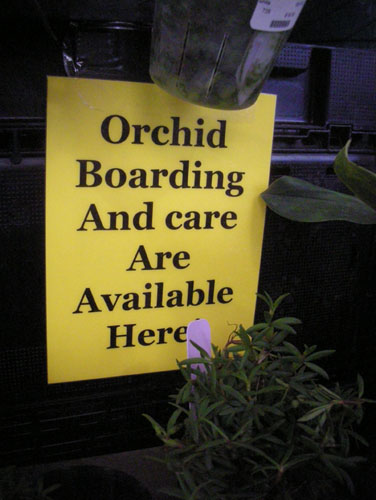 Orchid
Boarding
And care
Are
Available
Here